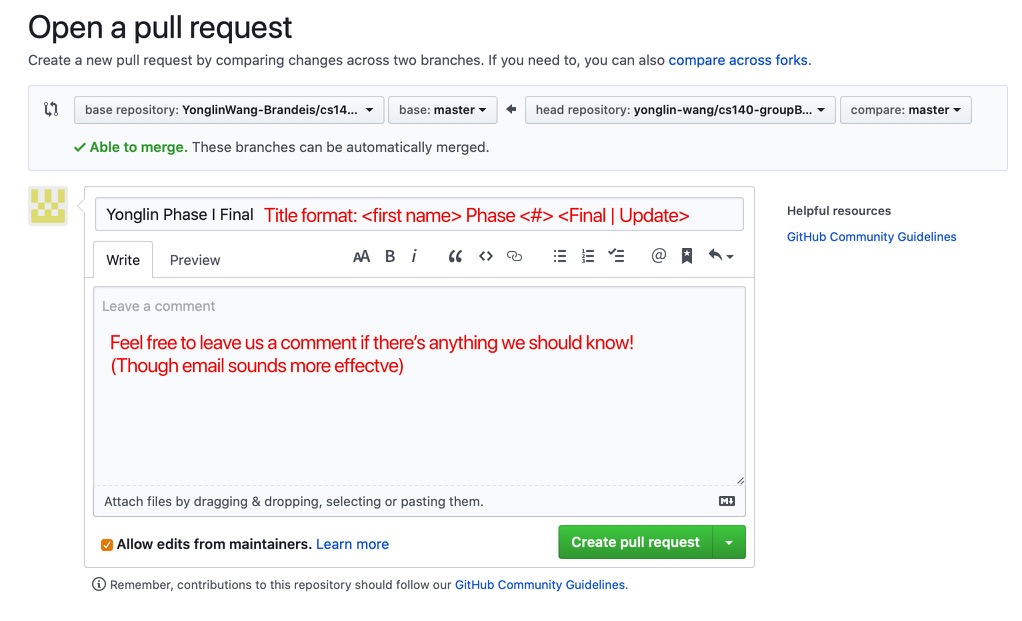 Open a pull request
Create a new pull request by comparing changes across two branches. If you need to, you can also compare across forks.
base repository: YonglinWang-Brandeis/cs14... base: master head repository: yonglin-wang/cs140-groupB... compare: master
Able to merge. These branches can be automatically merged.
Yonglin Phase I Final Title format: <first name> Phase <#> <Final | Update>
Helpful resources
GitHub Community Guidelines
Write Preview AA B i @
Leave a comment
Feel free to leave us a comment if there's anything we should know!
(Though email sounds more effectve)
Attach files by dragging & dropping, selecting or pasting them.
Allow edits from maintainers. Learn more
Create pull request
Remember, contributions to this repository should follow our GitHub Community Guidelines.